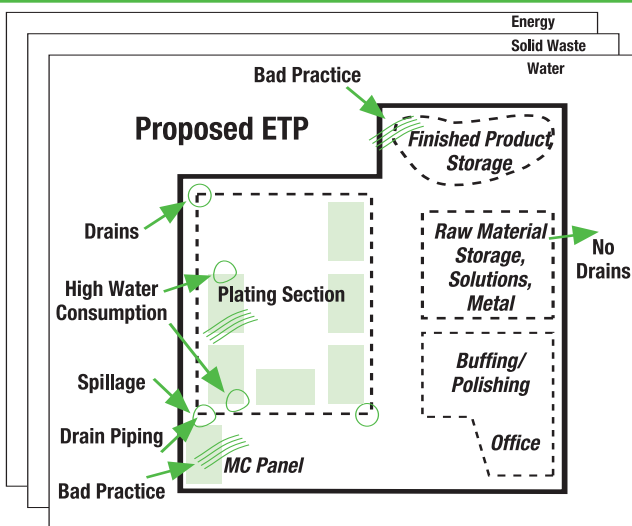 Energy
Solid Waste
Water
Bad Practice
Proposed ETP
Finished Product,
Storage
Drains
Raw Material
Storage,
Solutions,
Metal
No
Drains
High Water
Consumption
Plating Section
Buffing/
Polishing
Spillage
Drain Piping
Office
MC Panel
Bad Practice